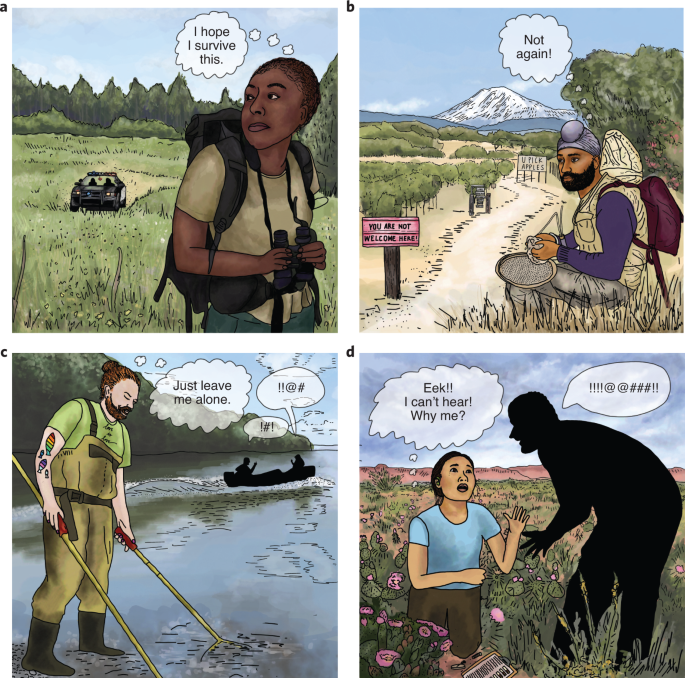 a
I hope
I survive
this.
b
Not
again!
U PICK
APPLES
YOU ARE NOT
WELCOME HERE!
c
Just leave
me alone.
!!@#
!#!
d
Eek!!
I can't hear!
Why me?
!!!!@@###!!